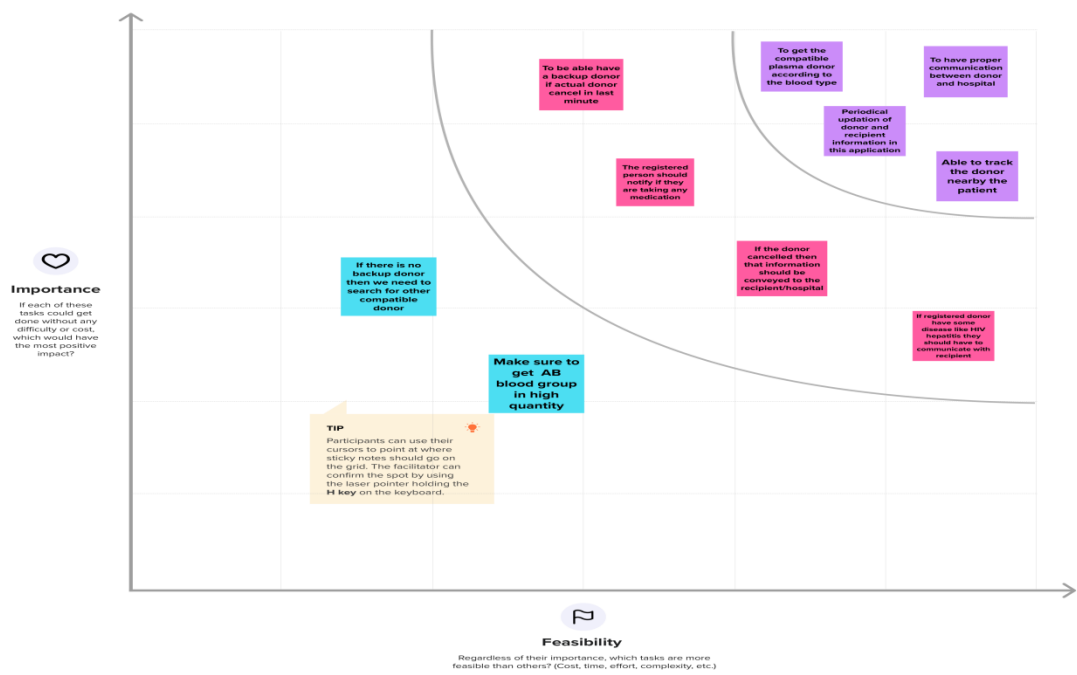 To be able have
a backup donor
if actual donor
cancel in last
minute
To get the
compatible
plasma donor
according to
the blood type
To have proper
communication
between donor
and hospital
Periodical
updation of
donor and
recipient
information in
this application
Able to track
the donor
nearby the
patient
The registered
person should
notify if they
are taking any
medication
If the donor
cancelled then
that information
should be
conveyed to the
recipient/hospital
If there is no
backup donor
then we need to
search for other
compatible
donor
If registered donor
have some
disease like HIV
hepatitis they
should have to
communicate with
recipient
Make sure to
get AB
blood group
in high
quantity
Importance
If each of these
tasks could get
done without any
difficulty or cost,
which would have
the most positive
impact?
TIP
Participants can use their
cursors to point at where
sticky notes should go on
the grid. The facilitator can
confirm the spot by using
the laser pointer holding the
H key on the keyboard.
Feasibility
Regardless of their importance, which tasks are more
feasible than others? (Cost, time, effort, complexity, etc.)